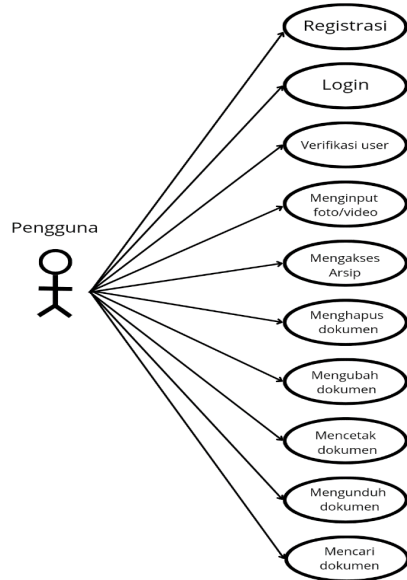 Registrasi
Login
Verifikasi user
Menginput
foto/video
Pengguna
Mengakses
Arsip
Menghapus
dokumen
Mengubah
dokumen
Mencetak
dokumen
Mengunduh
dokumen
Mencari
dokumen